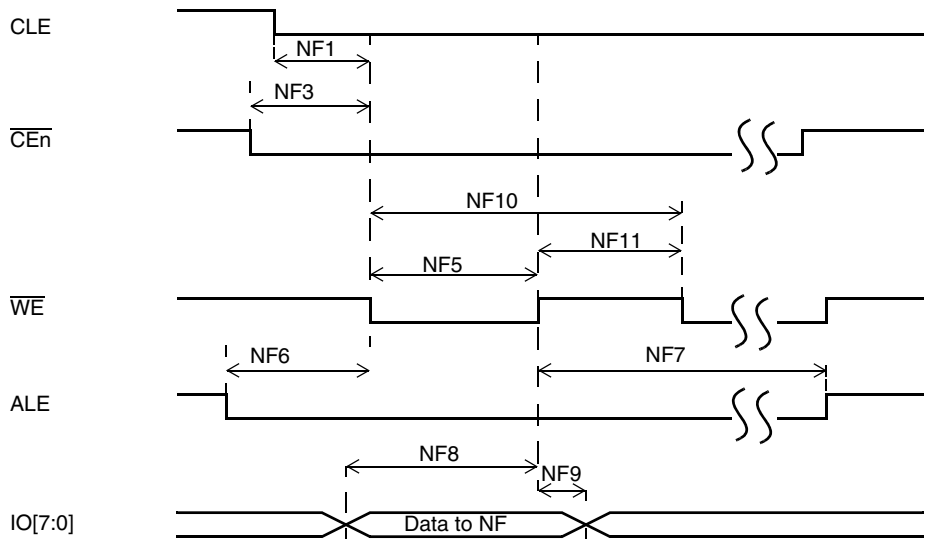 CLE
NF1
NF3
CEn
NF10
NF11
NF5
WE
NF6
NF7
ALE
NF8
NF9
IO[7:0]
Data to NF